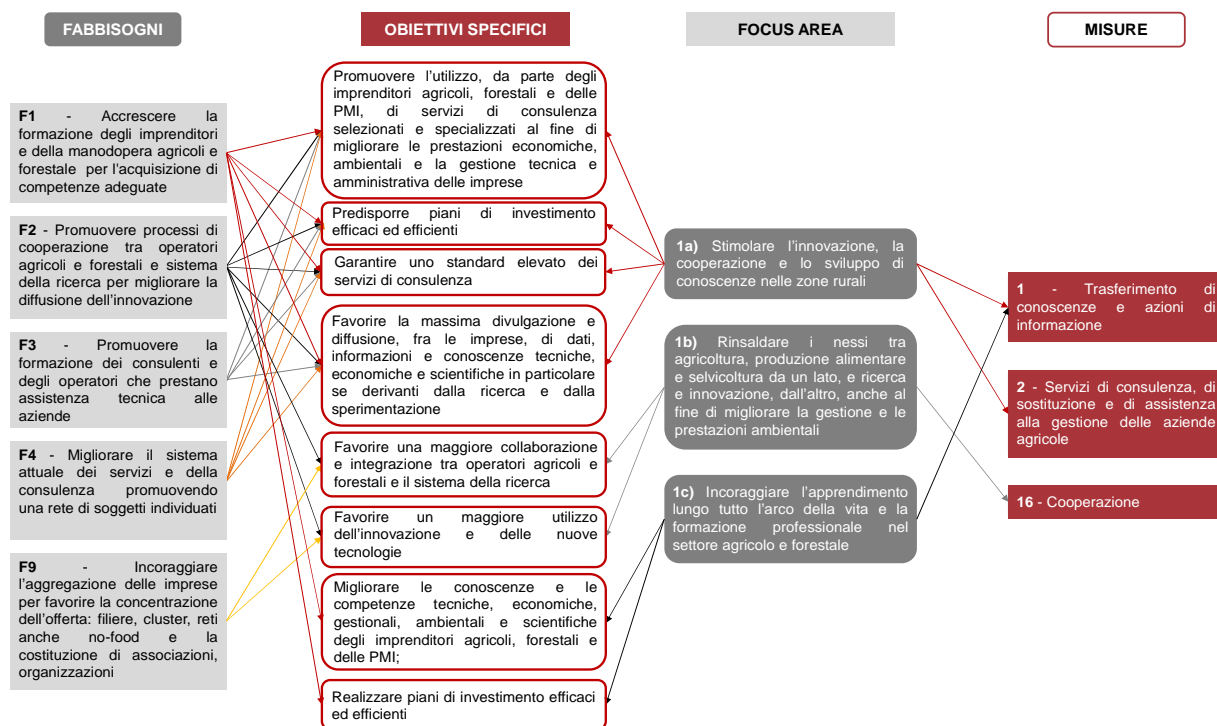 FABBISOGNI
OBIETTIVI SPECIFICI
FOCUS AREA
MISURE
F1 - Accrescere la
formazione degli imprenditori
e della manodopera agricoli e
forestale per l'acquisizione di
competenze adeguate
F2 - Promuovere processi di
cooperazione tra operatori
agricoli e forestali e sistema
della ricerca per migliorare la
diffusione dell'innovazione
F3 - Promuovere la
formazione dei consulenti e
degli operatori che prestano
assistenza tecnica alle
aziende
F4 - Migliorare il sistema
attuale dei servizi e della
consulenza promuovendo
una rete di soggetti individuati
F9 - Incoraggiare
l'aggregazione delle imprese
per favorire la concentrazione
dell'offerta: filiere, cluster, reti
anche no-food e la
costituzione di associazioni,
organizzazioni
Promuovere l'utilizzo, da parte degli
imprenditori agricoli, forestali e delle
PMI, di servizi di consulenza
selezionati e specializzati al fine di
migliorare le prestazioni economiche,
ambientali e la gestione tecnica e
amministrativa delle imprese
Predisporre piani di investimento
efficaci ed efficienti
Garantire uno standard elevato dei
servizi di consulenza
Favorire la massima divulgazione e
diffusione, fra le imprese, di dati,
informazioni e conoscenze tecniche,
economiche e scientifiche in particolare
se derivanti dalla ricerca e dalla
sperimentazione
Favorire una maggiore collaborazione
e integrazione tra operatori agricoli e
forestali e il sistema della ricerca
Favorire un maggiore utilizzo
dell'innovazione e delle nuove
tecnologie
Migliorare le conoscenze e le
competenze tecniche, economiche,
gestionali, ambientali e scientifiche
degli imprenditori agricoli, forestali e
delle PMI;
Realizzare piani di investimento efficaci
ed efficienti
1a) Stimolare l'innovazione, la
cooperazione e lo sviluppo di
conoscenze nelle zone rurali
1b) Rinsaldare i nessi tra
agricoltura, produzione alimentare
e selvicoltura da un lato, e ricerca
e innovazione, dall'altro, anche al
fine di migliorare la gestione e le
prestazioni ambientali
1c) Incoraggiare l'apprendimento
lungo tutto l'arco della vita e la
formazione professionale nel
settore agricolo e forestale
1 - Trasferimento di
conoscenze e azioni di
informazione
2 - Servizi di consulenza, di
sostituzione e di assistenza
alla gestione delle aziende
agricole
16 - Cooperazione